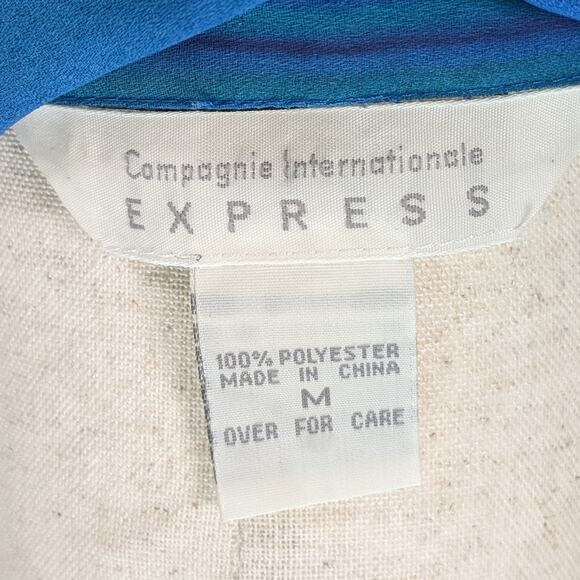 Compagnie Internationale
EXPRESS
100% POLYESTER
MADE IN CHINA
M
OVER FOR CARE